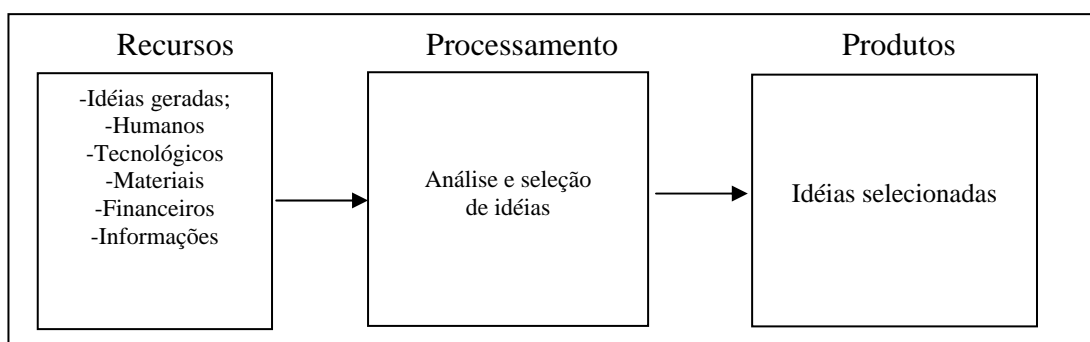 Recursos
Processamento
Produtos
-Idéias geradas;
-Humanos
-Tecnológicos
-Materiais
-Financeiros
-Informações
Análise e seleção
de idéias
Idéias selecionadas